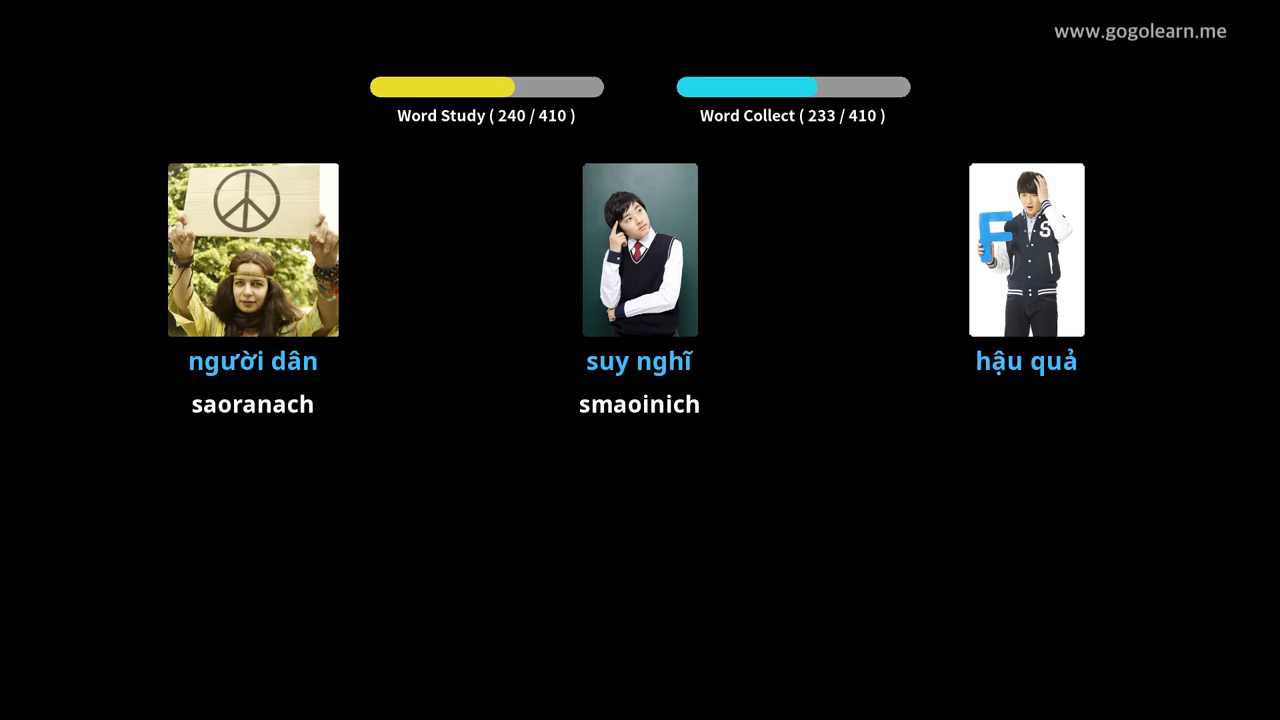 www.gogolearn.me
Word Study ( 240 / 410 )
Word Collect ( 233 / 410 )
F
S
người dân
suy nghĩ
hậu quả
saoranach
smaoinich